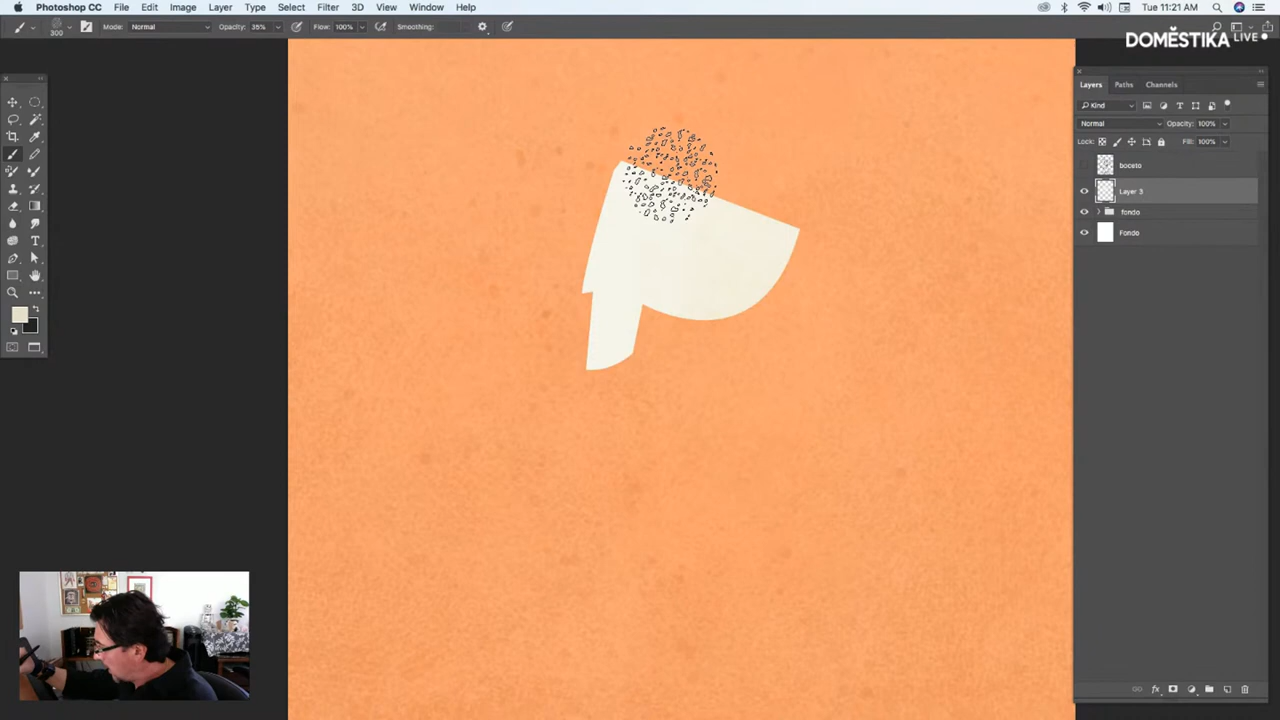 Photoshop CC File Edit Image Layer Type Select Filter 3D View Window Help Tue 11:21 AM
300 Mode: Normal Opacity: 35% Flow: 100% Smoothing:
DOMĚSTIKA LIVE
Layers Paths Channels
Kind
Normal Opacity: 100%
Lock: Fill: 100%
boceto
Layer 3
fondo
Fondo